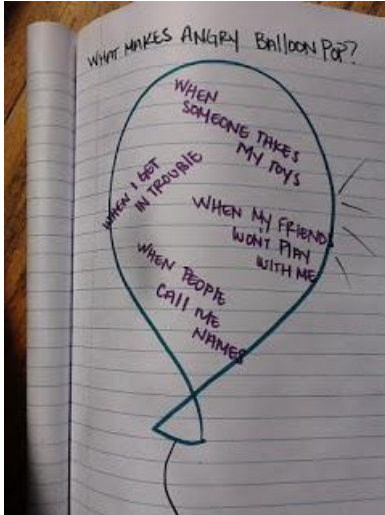 WHAT MAKES ANGRY BALLOON POP?
WHEN
SOMEONE TAKES
MY TOYS
WHEN I GET
IN TROUBLE
WHEN MY FRIENDS
WON'T PLAY
WITH ME
WHEN PEOPLE
CALL ME
NAMES